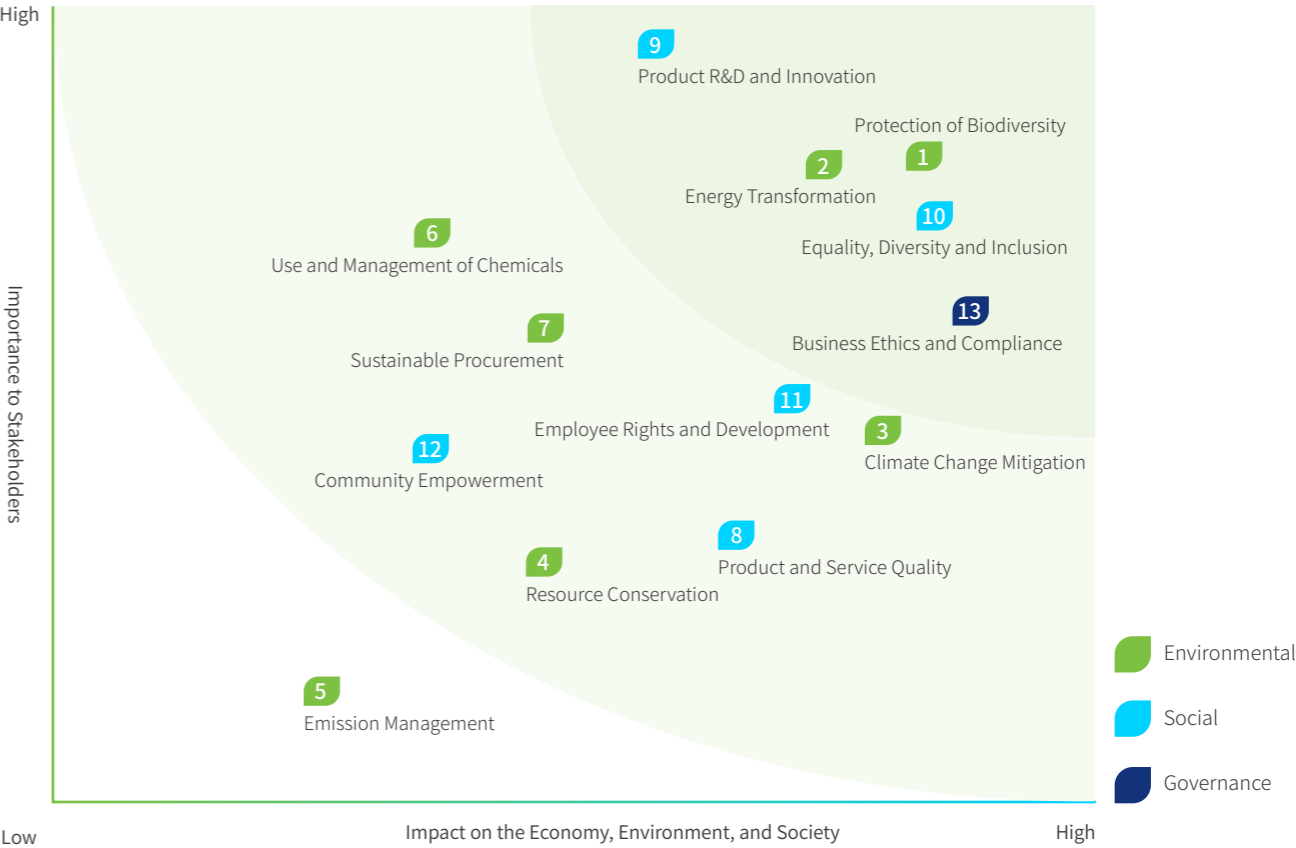 High
9
Product R&D and Innovation
Protection of Biodiversity
1
2
Energy Transformation
10
Equality, Diversity and Inclusion
6
Use and Management of Chemicals
13
Business Ethics and Compliance
7
Sustainable Procurement
11
Employee Rights and Development
3
Climate Change Mitigation
12
Community Empowerment
8
Product and Service Quality
4
Resource Conservation
5
Emission Management
Importance to Stakeholders
Environmental
Social
Governance
Low
Impact on the Economy, Environment, and Society
High